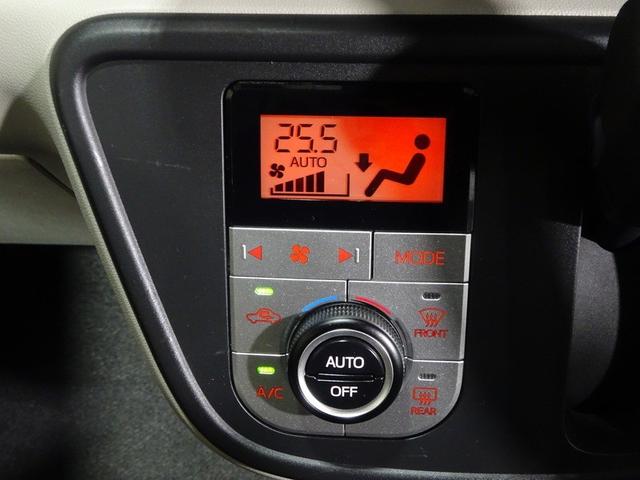 25.5
AUTO
MODE
FRONT
AUTO
OFF
A/C
REAR